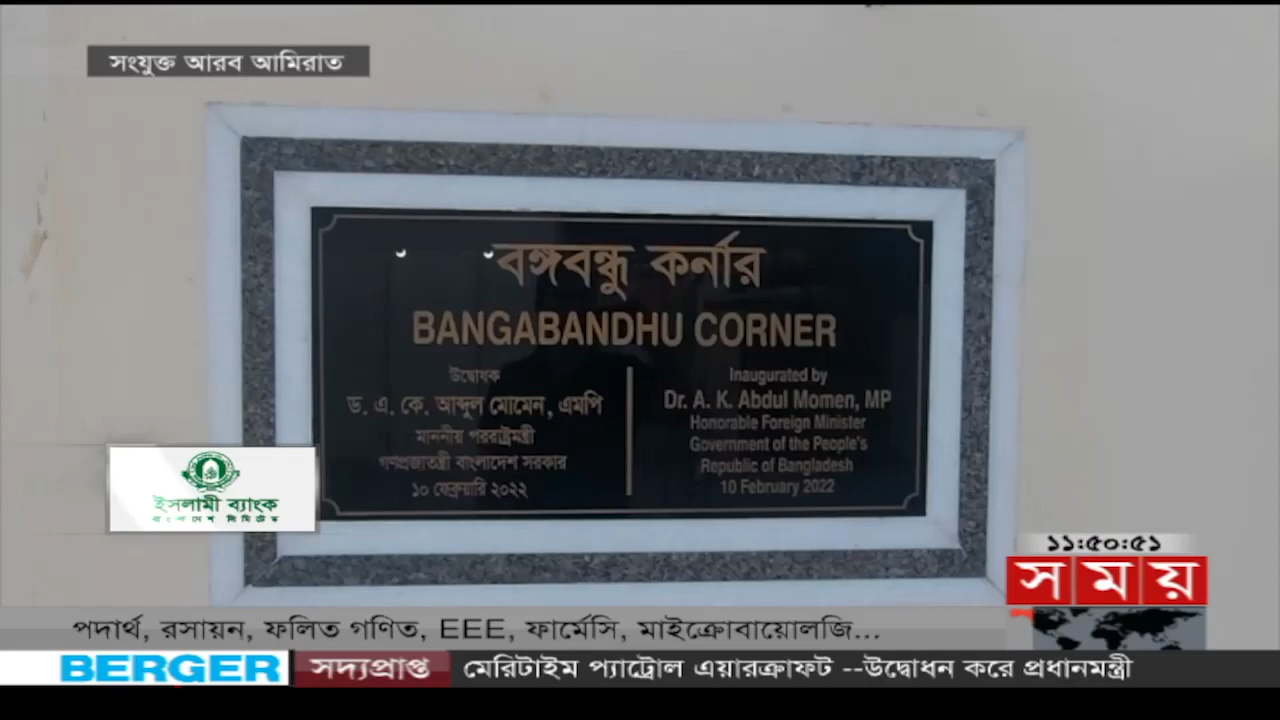 সংযুক্ত আরব আমিরাত
বঙ্গবন্ধু কর্নার
BANGABANDHU CORNER
উদ্বোধক
ড. এ. কে. আব্দুল মোমেন, এমপি
মাননীয় পররাষ্ট্রমন্ত্রী
গণপ্রজাতন্ত্রী বাংলাদেশ সরকার
১০ ফেব্রুয়ারি ২০২২
Inaugurated by
Dr. A. K. Abdul Momen, MP
Honorable Foreign Minister
Government of the People's
Republic of Bangladesh
10 February 2022
ইসলামী ব্যাংক
বাংলাদেশ লিমিটেড
১১:৫০:৫১
সময়
পদার্থ, রসায়ন, ফলিত গণিত, EEE, ফার্মেসি, মাইক্রোবায়োলজি...
BERGER
সদ্যপ্রাপ্ত
মেরিটাইম প্যাট্রোল এয়ারক্রাফট --উদ্বোধন করে প্রধানমন্ত্রী